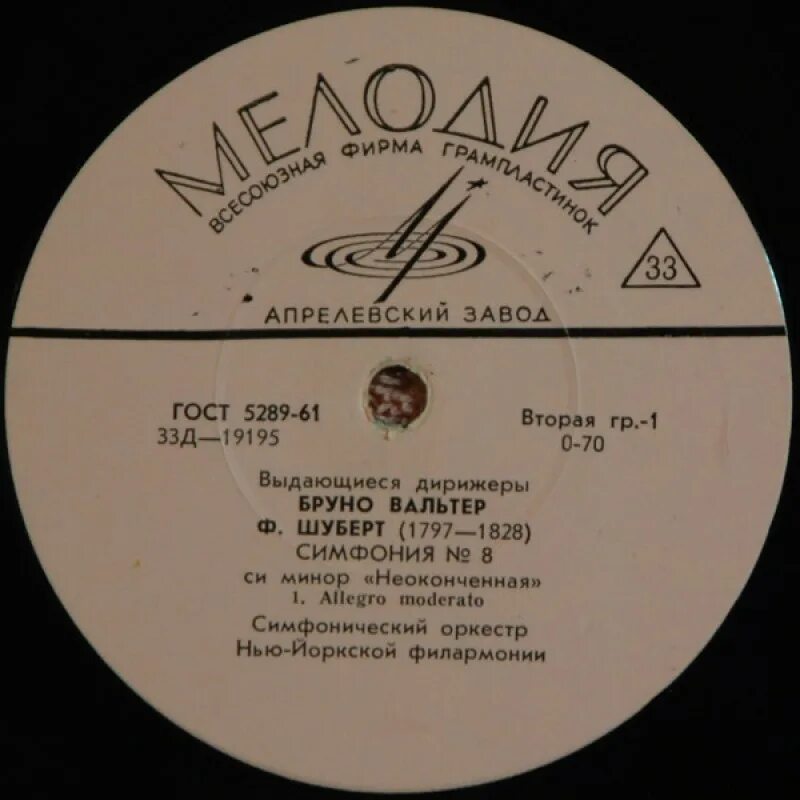 МЕЛОДИЯ
ВСЕСОЮЗНАЯ ФИРМА ГРАМПЛАСТИНОК
33
АПРЕЛЕВСКИЙ ЗАВОД
ГОСТ 5289-61
33Д—19195
Вторая гр.-1
0-70
Выдающиеся дирижеры
БРУНО ВАЛЬТЕР
Ф. ШУБЕРТ (1797—1828)
СИМФОНИЯ № 8
си минор «Неоконченная»
1. Allegro moderato
Симфонический оркестр
Нью-Йоркской филармонии